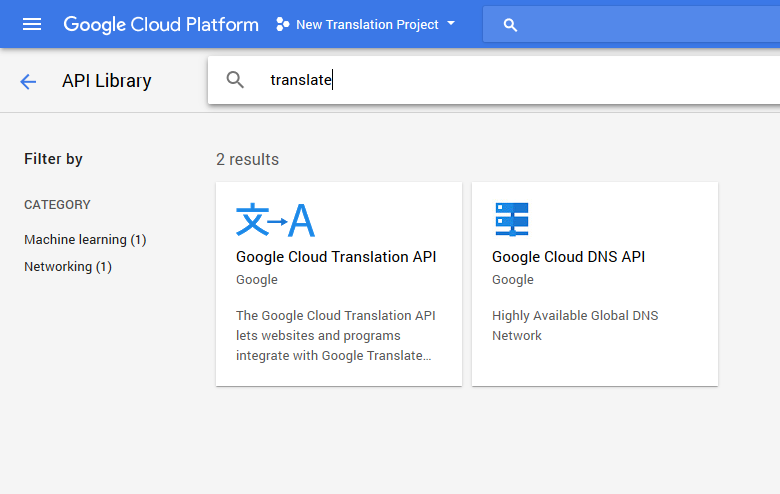 Google Cloud Platform
New Translation Project
API Library
translate
Filter by
CATEGORY
Machine learning (1)
Networking (1)
2 results
文→A
Google Cloud Translation API
Google
The Google Cloud Translation API
lets websites and programs
integrate with Google Translate...
Google Cloud DNS API
Google
Highly Available Global DNS
Network